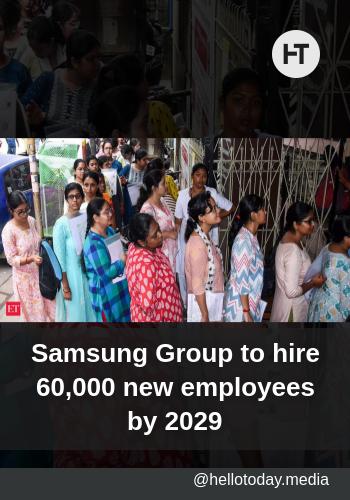 HT
ET
Samsung Group to hire
60,000 new employees
by 2029
@hellotoday.media